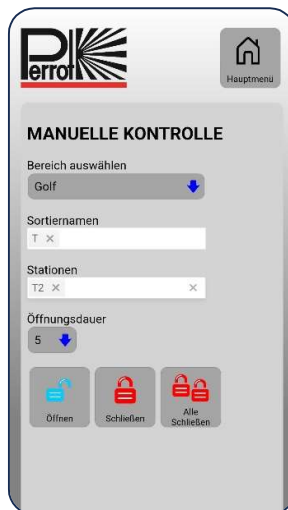 Perrot
Hauptmenü
MANUELLE KONTROLLE
Bereich auswählen
Golf
Sortiernamen
T ×
Stationen
T2 × ×
Öffnungsdauer
5
Öffnen
Schließen
Alle
Schließen